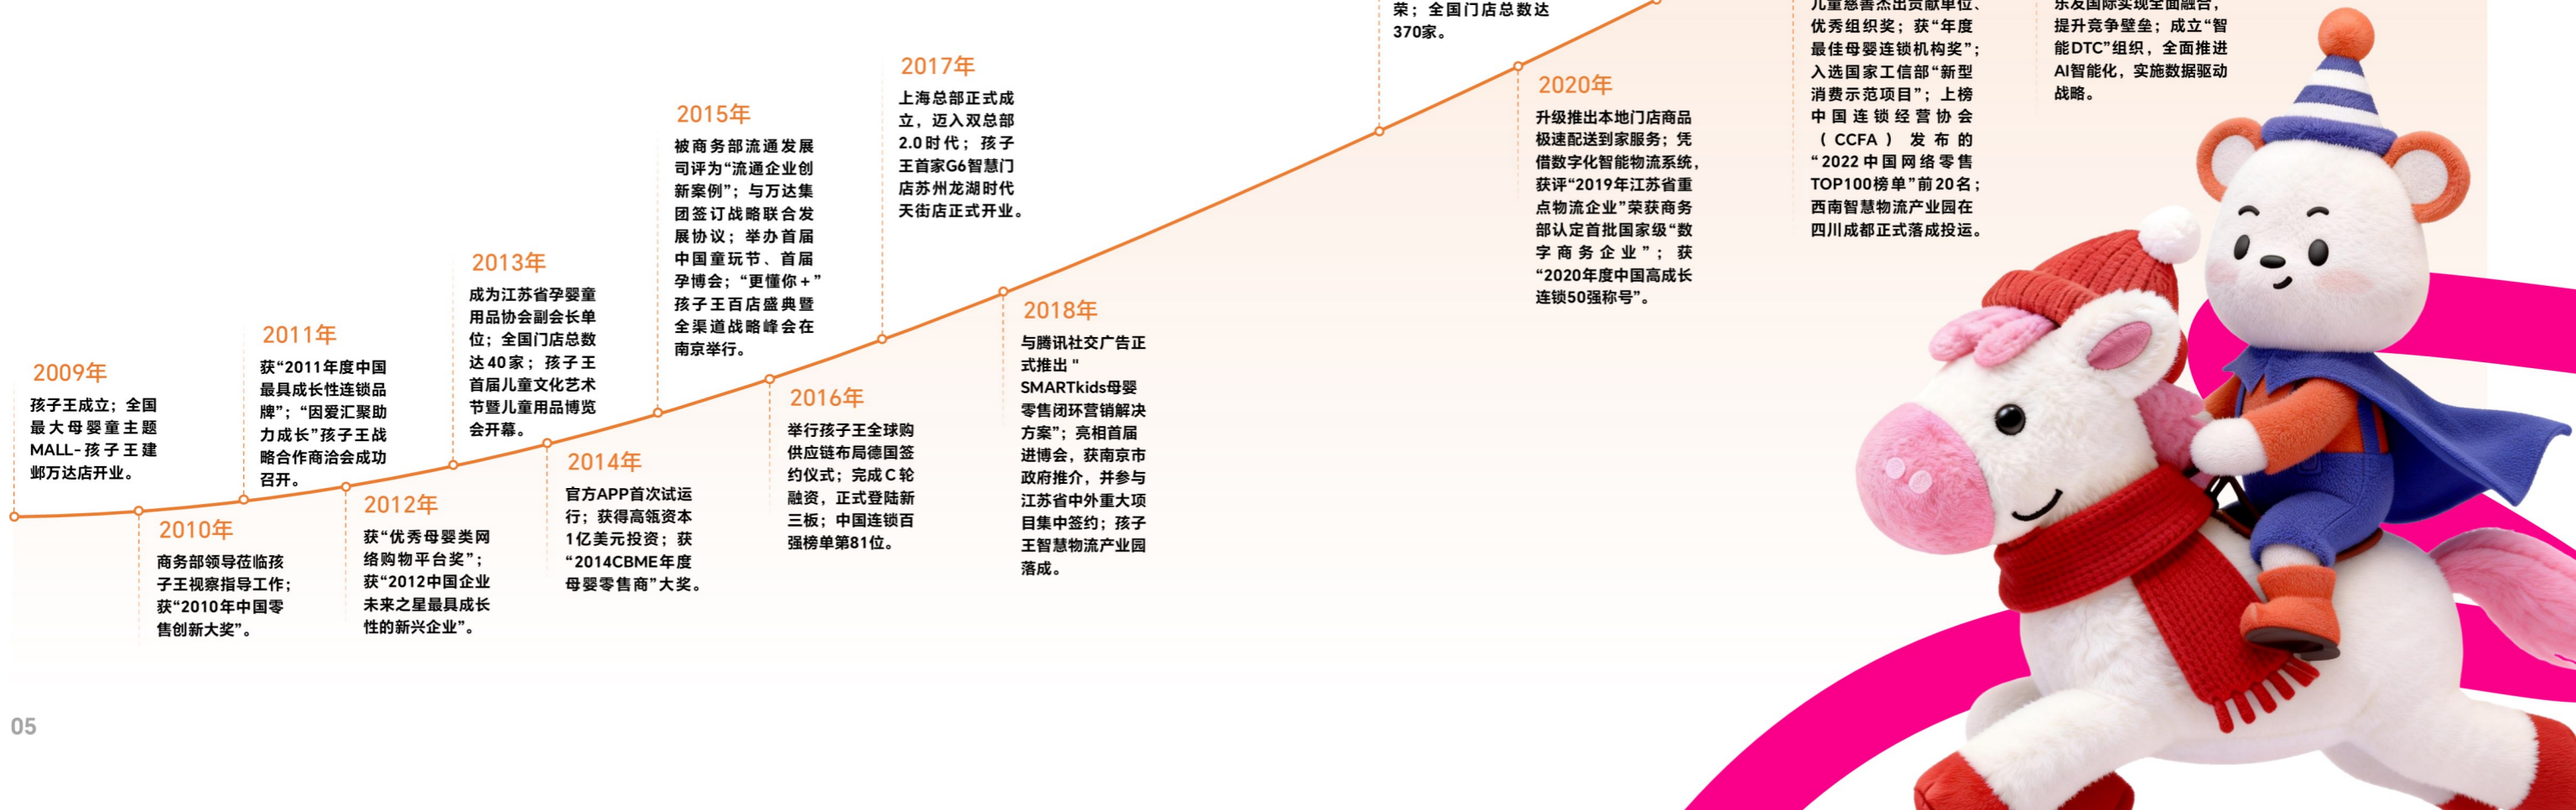 2009年
孩子王成立；全国
最大母婴童主题
MALL-孩子王建
邺万达店开业。
2010年
商务部领导莅临孩
子王视察指导工作；
获“2010年中国零
售创新大奖”。
2011年
获“2011年度中国
最具成长性连锁品
牌”；“因爱汇聚助
力成长”孩子王战
略合作商洽会成功
召开。
2012年
获“优秀母婴类网
络购物平台奖”；
获“2012中国企业
未来之星最具成长
性的新兴企业”。
2013年
成为江苏省孕婴童
用品协会副会长单
位；全国门店总数
达40家；孩子王
首届儿童文化艺术
节暨儿童用品博览
会开幕。
2014年
官方APP首次试运
行；获得高瓴资本
1亿美元投资；获
“2014CBME年度
母婴零售商”大奖。
2015年
被商务部流通发展
司评为“流通企业创
新案例”；与万达集
团签订战略联合发
展协议；举办首届
中国童玩节、首届
孕博会；“更懂你+”
孩子王百店盛典暨
全渠道战略峰会在
南京举行。
2016年
举行孩子王全球购
供应链布局德国签
约仪式；完成C轮
融资，正式登陆新
三板；中国连锁百
强榜单第81位。
2017年
上海总部正式成
立，迈入双总部
2.0时代；孩子
王首家G6智慧门
店苏州龙湖时代
天街店正式开业。
2018年
与腾讯社交广告正
式推出"
SMARTkids母婴
零售闭环营销解决
方案”；亮相首届
进博会，获南京市
政府推介，并参与
江苏省中外重大项
目集中签约；孩子
王智慧物流产业园
落成。
荣；全国门店总数达
370家。
2020年
升级推出本地门店商品
极速配送到家服务；凭
借数字化智能物流系统，
获评“2019年江苏省重
点物流企业”荣获商务
部认定首批国家级“数
字商务企业”；获
“2020年度中国高成长
连锁50强称号”。
儿童慈善杰出贡献单位、
优秀组织奖；获“年度
最佳母婴连锁机构奖”；
入选国家工信部“新型
消费示范项目”；上榜
中国连锁经营协会
（CCFA）发布的
“2022中国网络零售
TOP100榜单”前20名；
西南智慧物流产业园在
四川成都正式落成投运。
乐友国际实现全面融合，
提升竞争壁垒；成立“智
能DTC”组织，全面推进
AI智能化，实施数据驱动
战略。
05